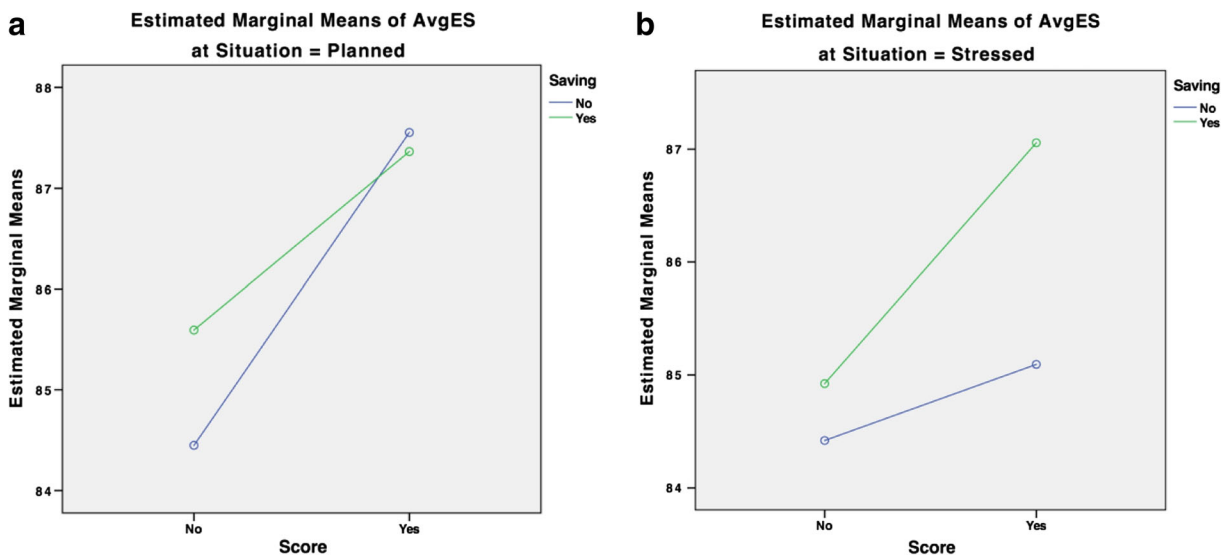 a
Estimated Marginal Means of AvgES
at Situation = Planned
Estimated Marginal Means
88
87
86
85
84
No
Yes
Score
Saving
No
Yes
b
Estimated Marginal Means of AvgES
at Situation = Stressed
Estimated Marginal Means
87
86
85
84
No
Yes
Score
Saving
No
Yes